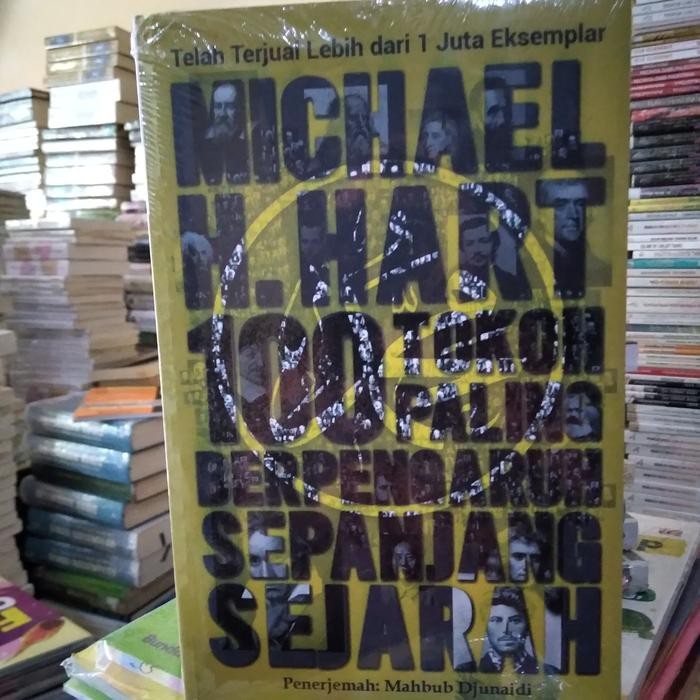 Telah Terjual Lebih dari 1 Juta Eksemplar
MICHAEL
H. HART
100 TOKOH
PALING
BERPENGARUH
SEPANJANG
SEJARAH
Penerjemah: Mahbub Djunaidi